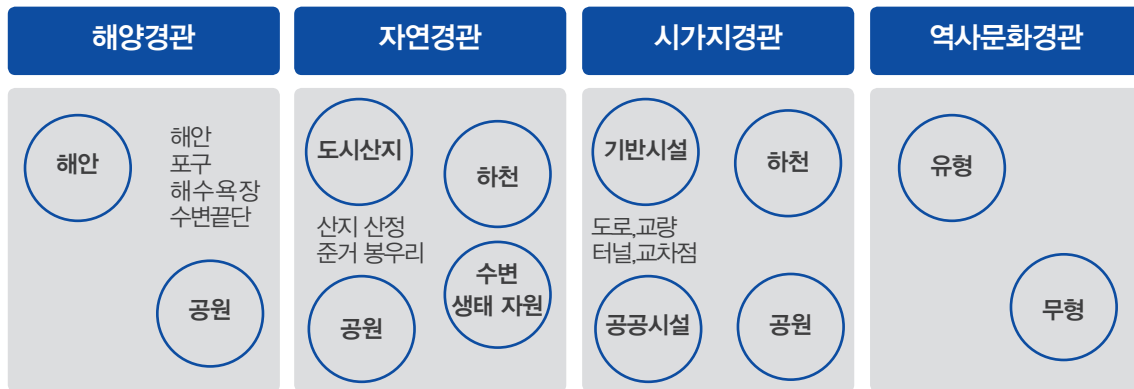 해양경관
해안
해안
포구
해수욕장
수변끝단
공원
자연경관
도시산지
하천
산지 산정
준거 봉우리
수변
생태 자원
공원
시가지경관
기반시설
하천
도로,교량
터널,교차점
공공시설
공원
역사문화경관
유형
무형